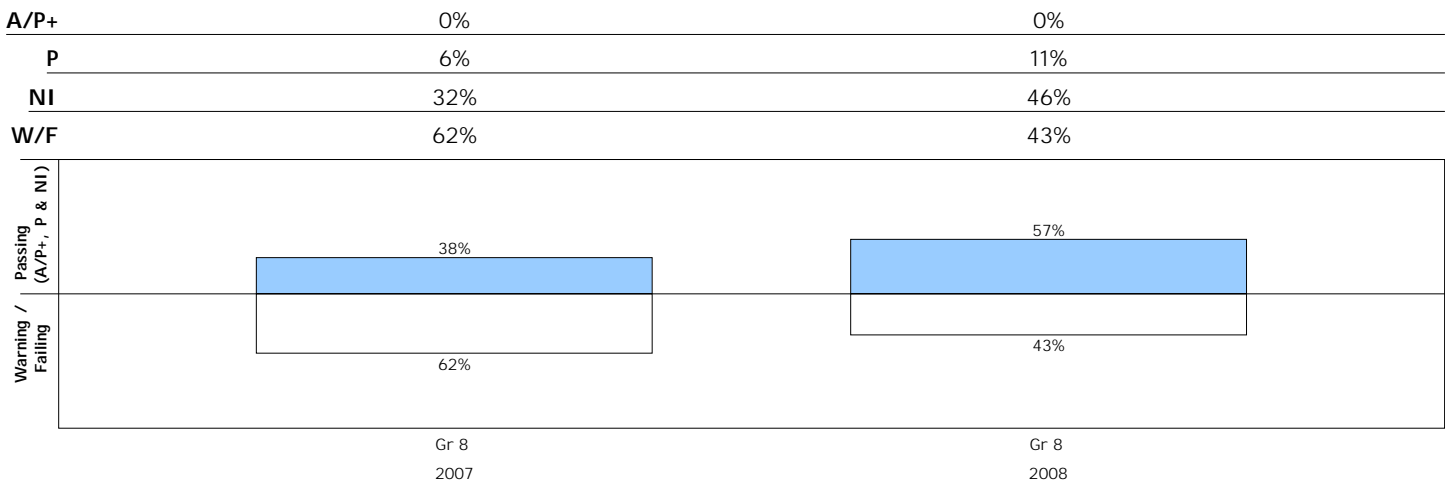 A/P+ 0% 0%
P 6% 11%
NI 32% 46%
W/F 62% 43%
Passing
(A/P+, P & NI)
Warning /
Failing
38% 57%
62% 43%
Gr 8 Gr 8
2007 2008